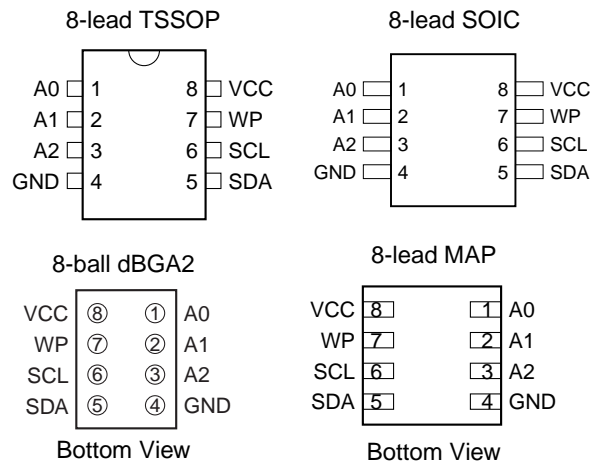 8-lead TSSOP
A0 1 8 VCC
A1 2 7 WP
A2 3 6 SCL
GND 4 5 SDA
8-lead SOIC
A0 1 8 VCC
A1 2 7 WP
A2 3 6 SCL
GND 4 5 SDA
8-ball dBGA2
VCC 8 1 A0
WP 7 2 A1
SCL 6 3 A2
SDA 5 4 GND
Bottom View
8-lead MAP
VCC 8 1 A0
WP 7 2 A1
SCL 6 3 A2
SDA 5 4 GND
Bottom View